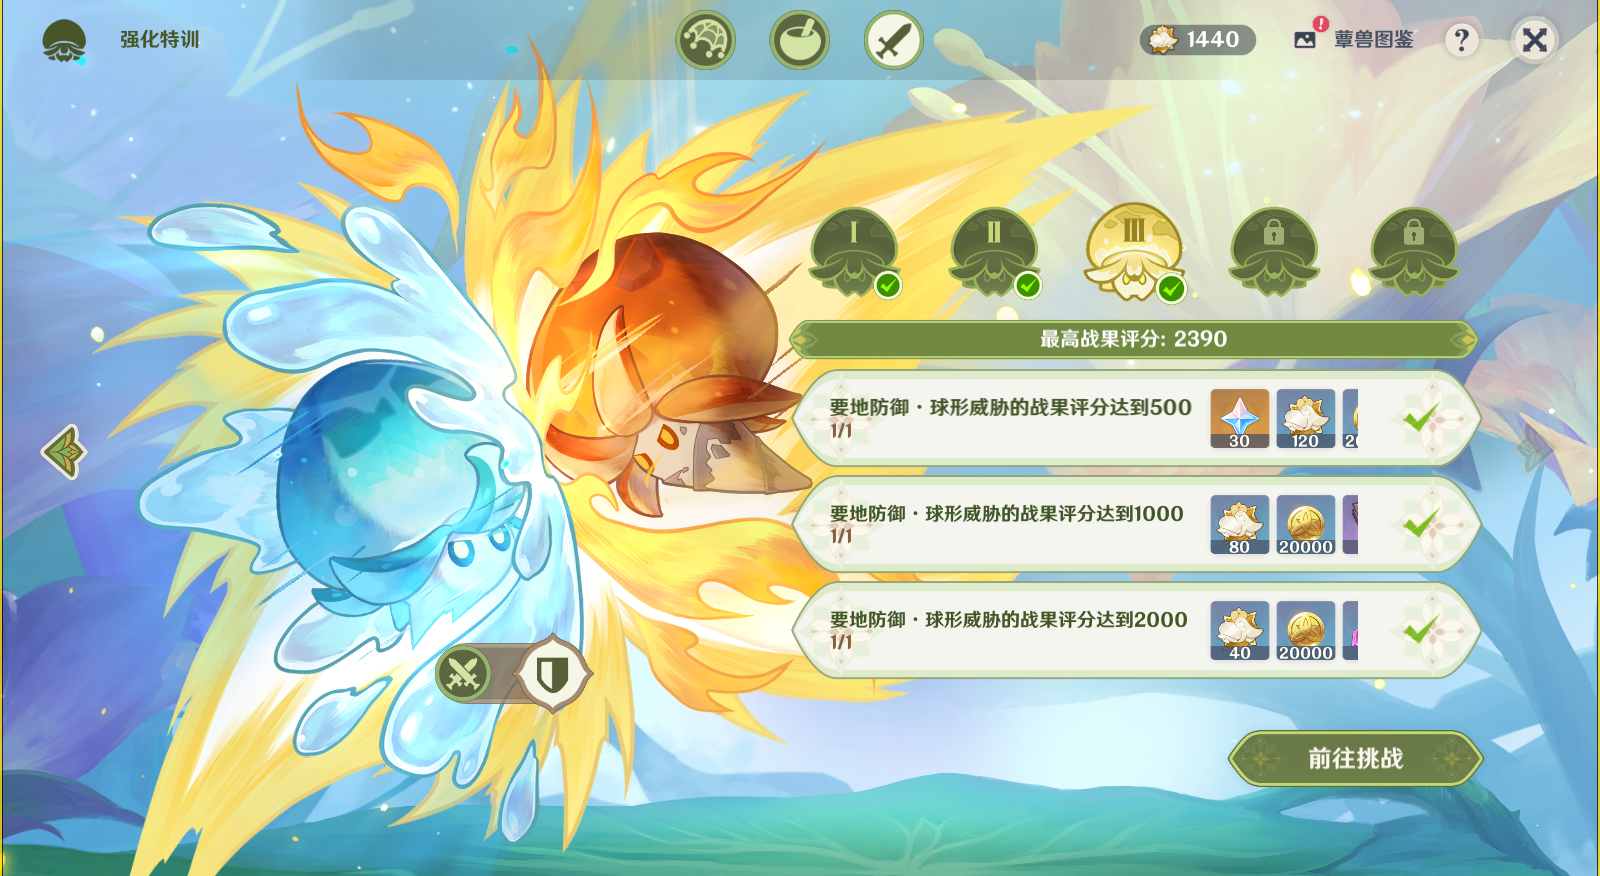 强化特训
1440
蕈兽图鉴
?
I
II
III
最高战果评分: 2390
要地防御·球形威胁的战果评分达到500
1/1
30
120
要地防御·球形威胁的战果评分达到1000
1/1
80
20000
要地防御·球形威胁的战果评分达到2000
1/1
40
20000
前往挑战